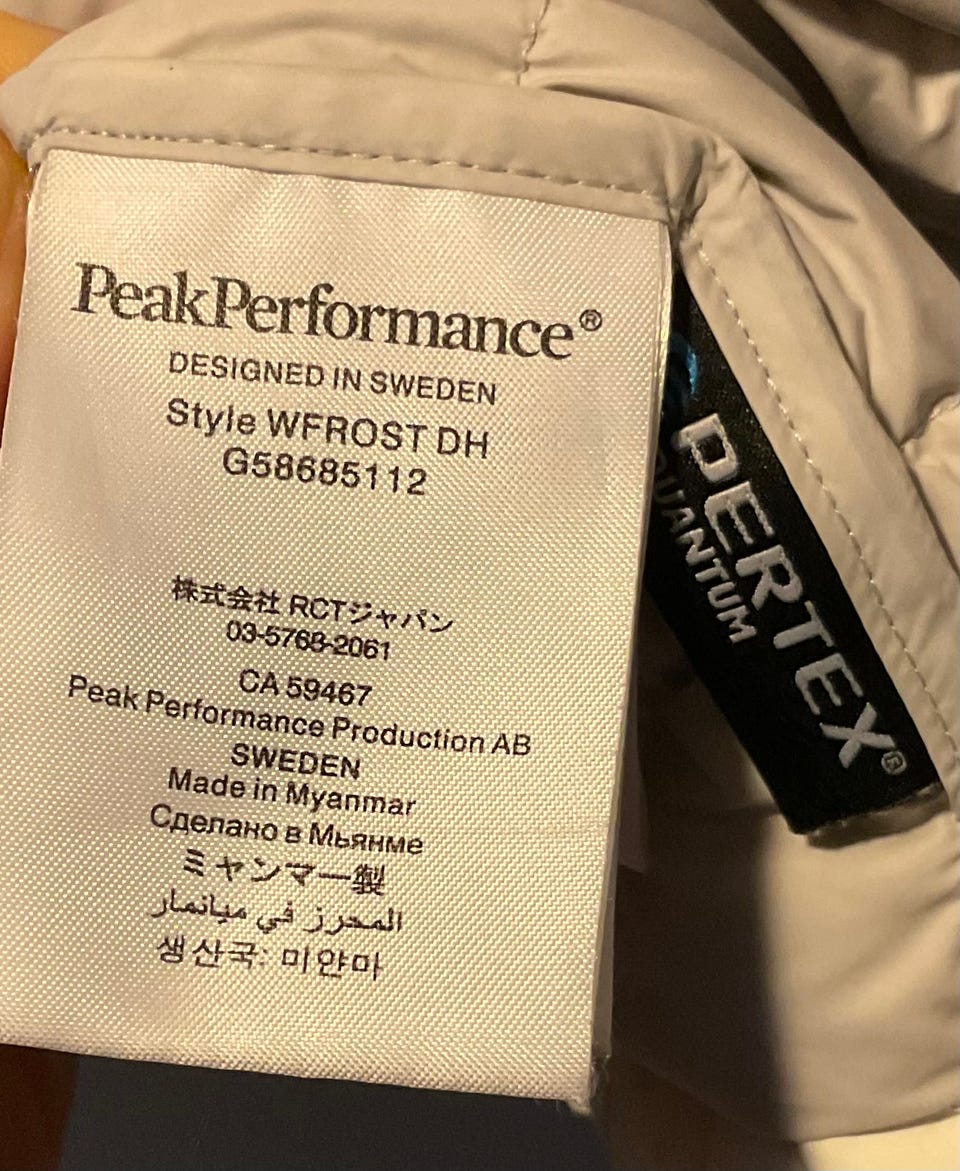 PeakPerformance®
DESIGNED IN SWEDEN
Style WFROST DH
G58685112
株式会社 RCTジャパン
03-5768-2061
CA 59467
Peak Performance Production AB
SWEDEN
Made in Myanmar
Сделано в Мьянме
ミャンマー製
المحرز في ميانمار
생산국: 미얀마
PERTEX®
QUANTUM